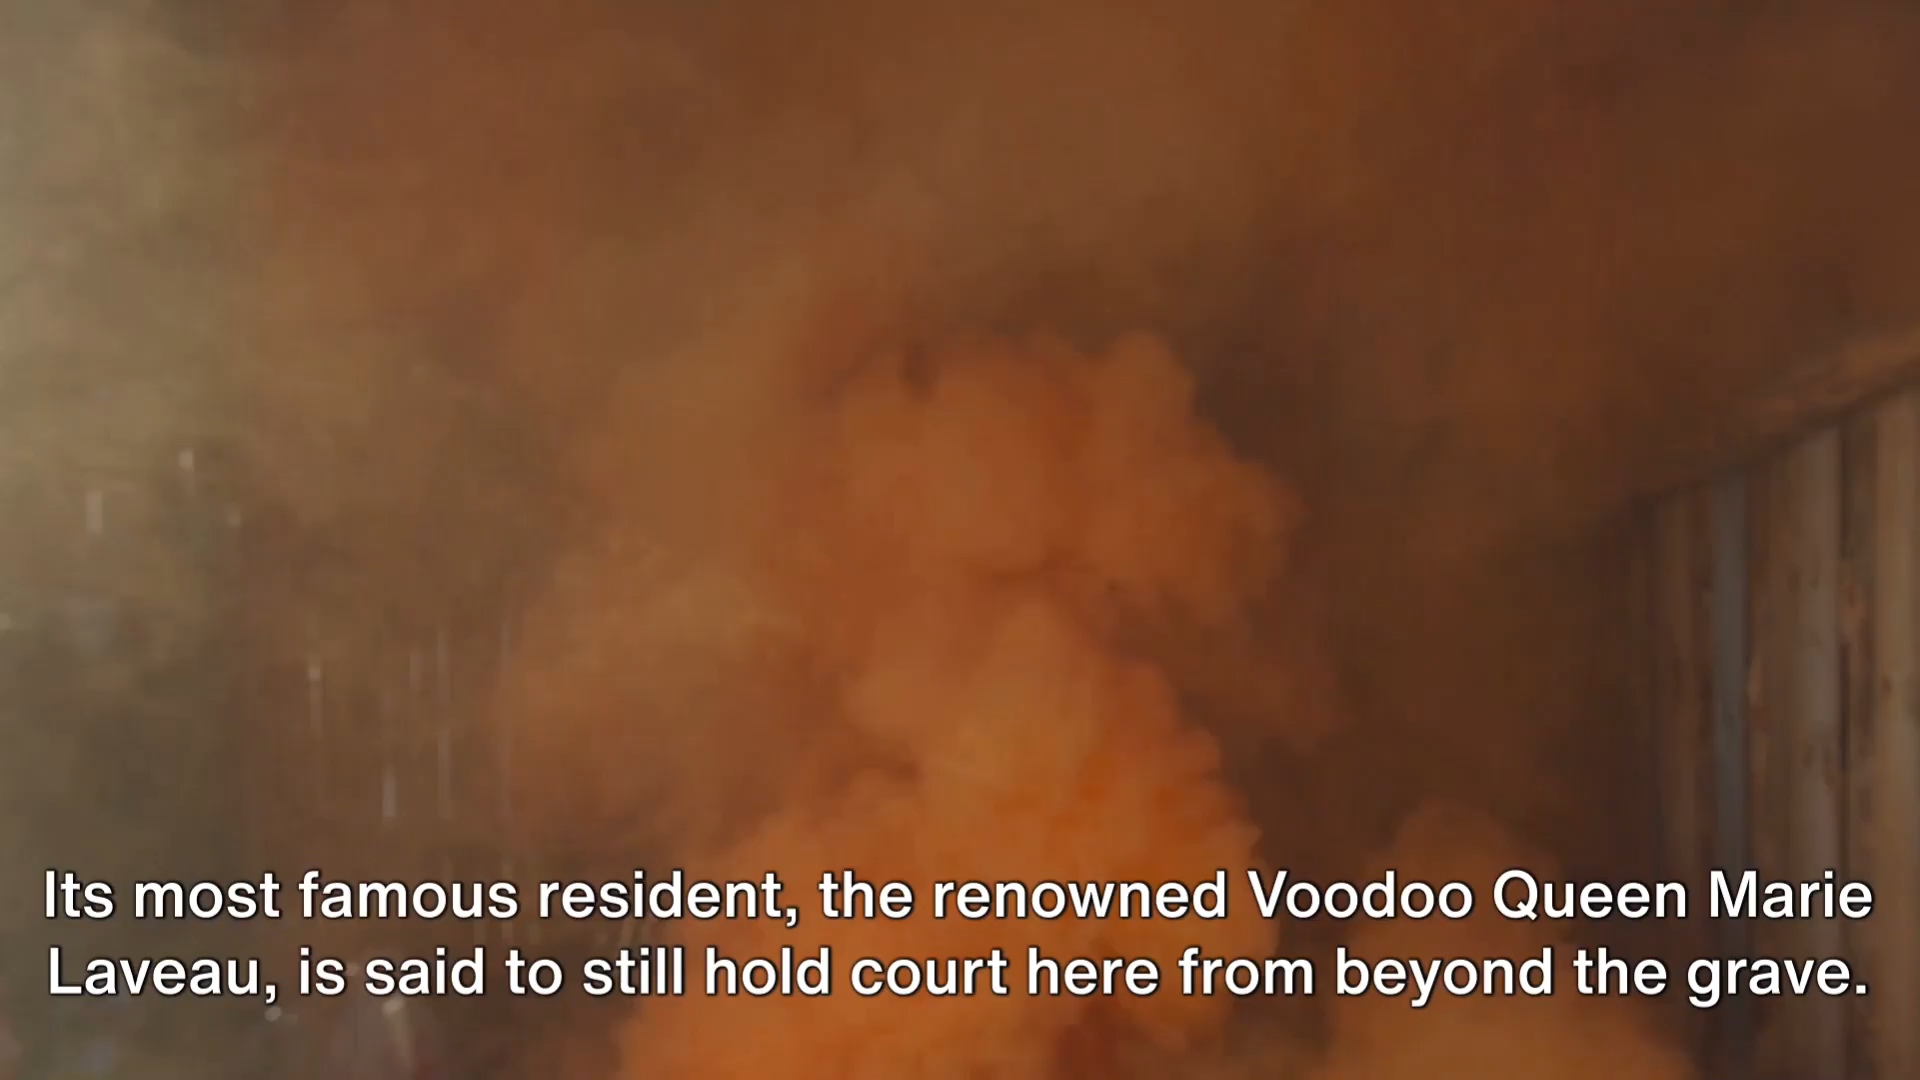 Its most famous resident, the renowned Voodoo Queen Marie
Laveau, is said to still hold court here from beyond the grave.